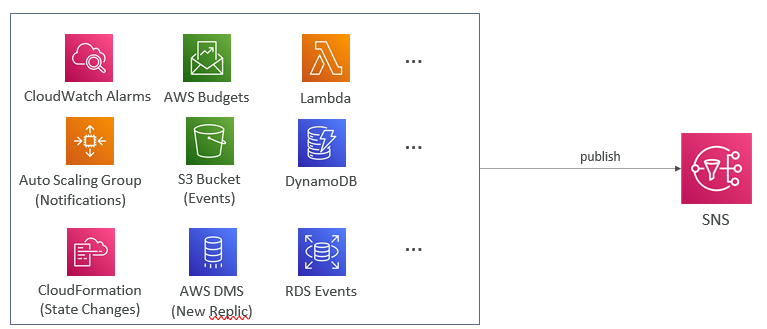 CloudWatch Alarms
AWS Budgets
Lambda
...
Auto Scaling Group
(Notifications)
S3 Bucket
(Events)
DynamoDB
...
CloudFormation
(State Changes)
AWS DMS
(New Replic)
RDS Events
...
publish
SNS